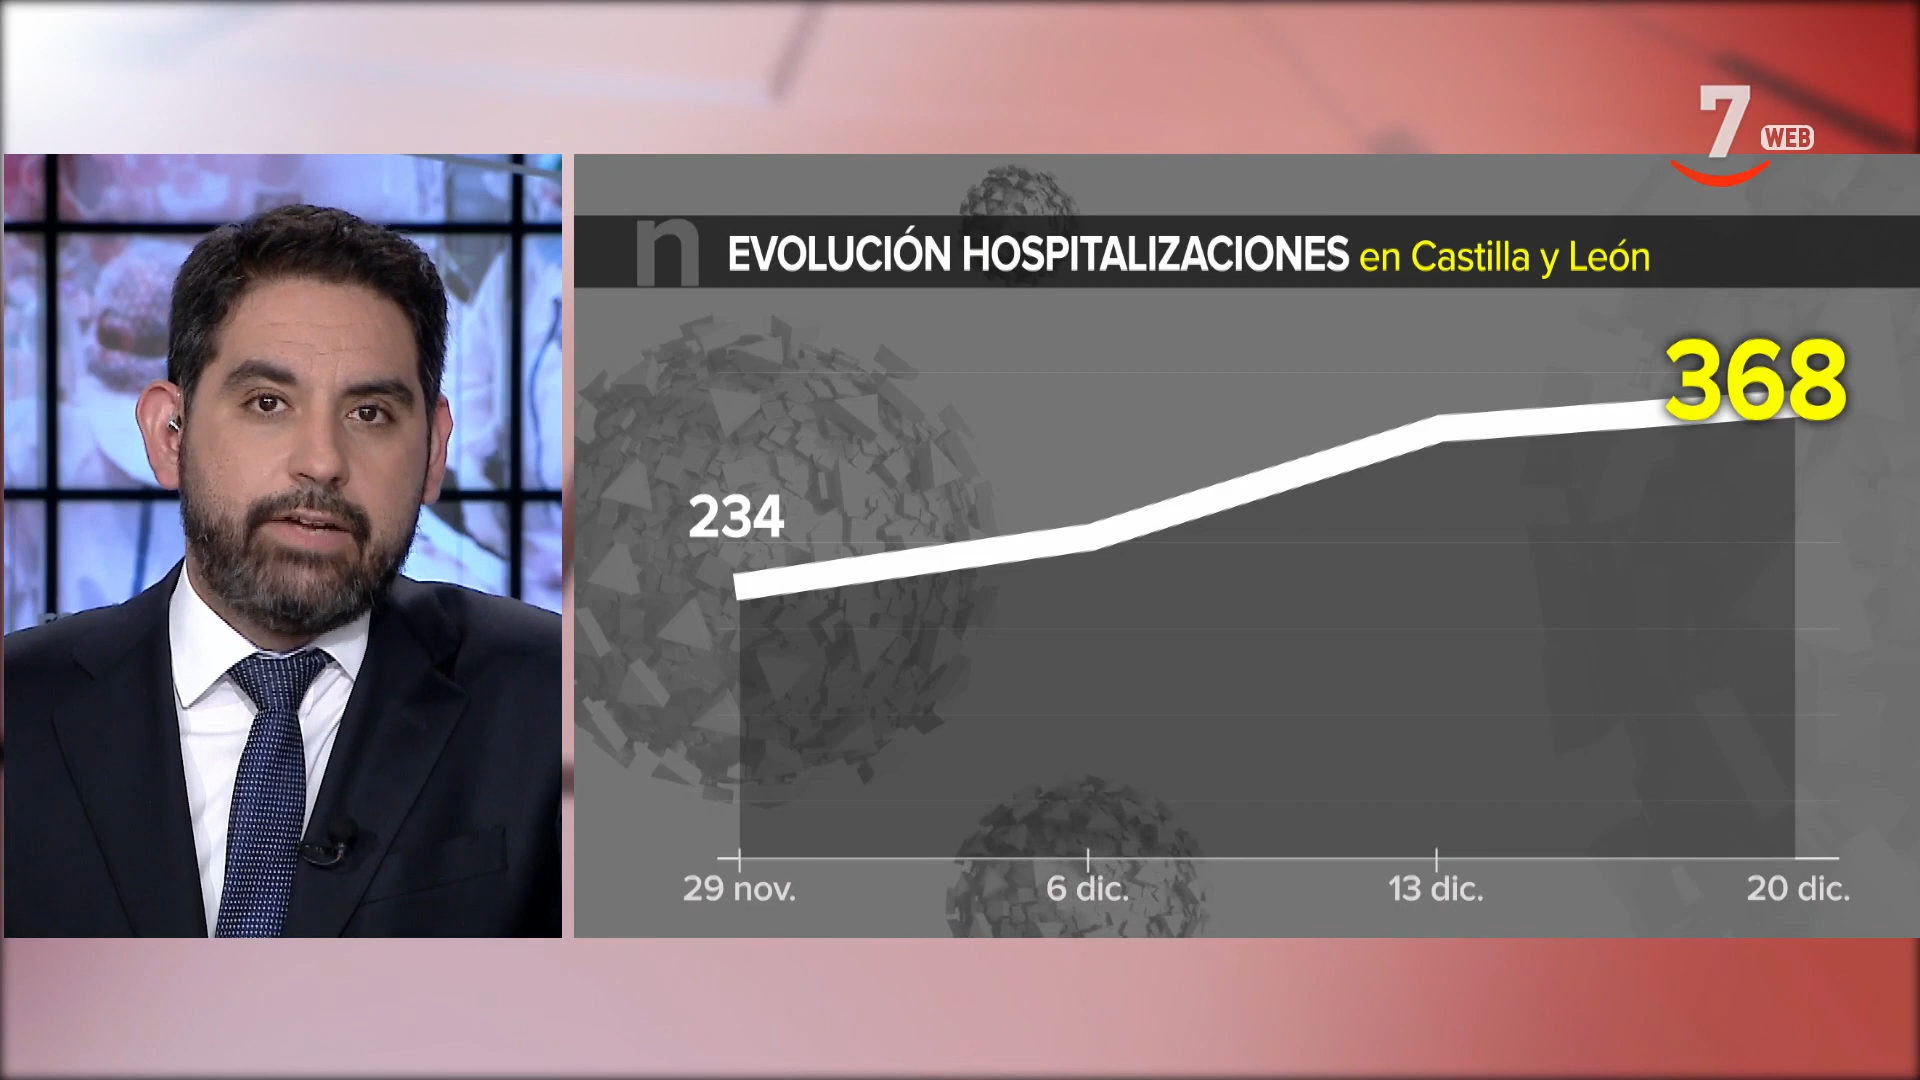 7 WEB
n EVOLUCIÓN HOSPITALIZACIONES en Castilla y León
368
234
29 nov. 6 dic. 13 dic. 20 dic.